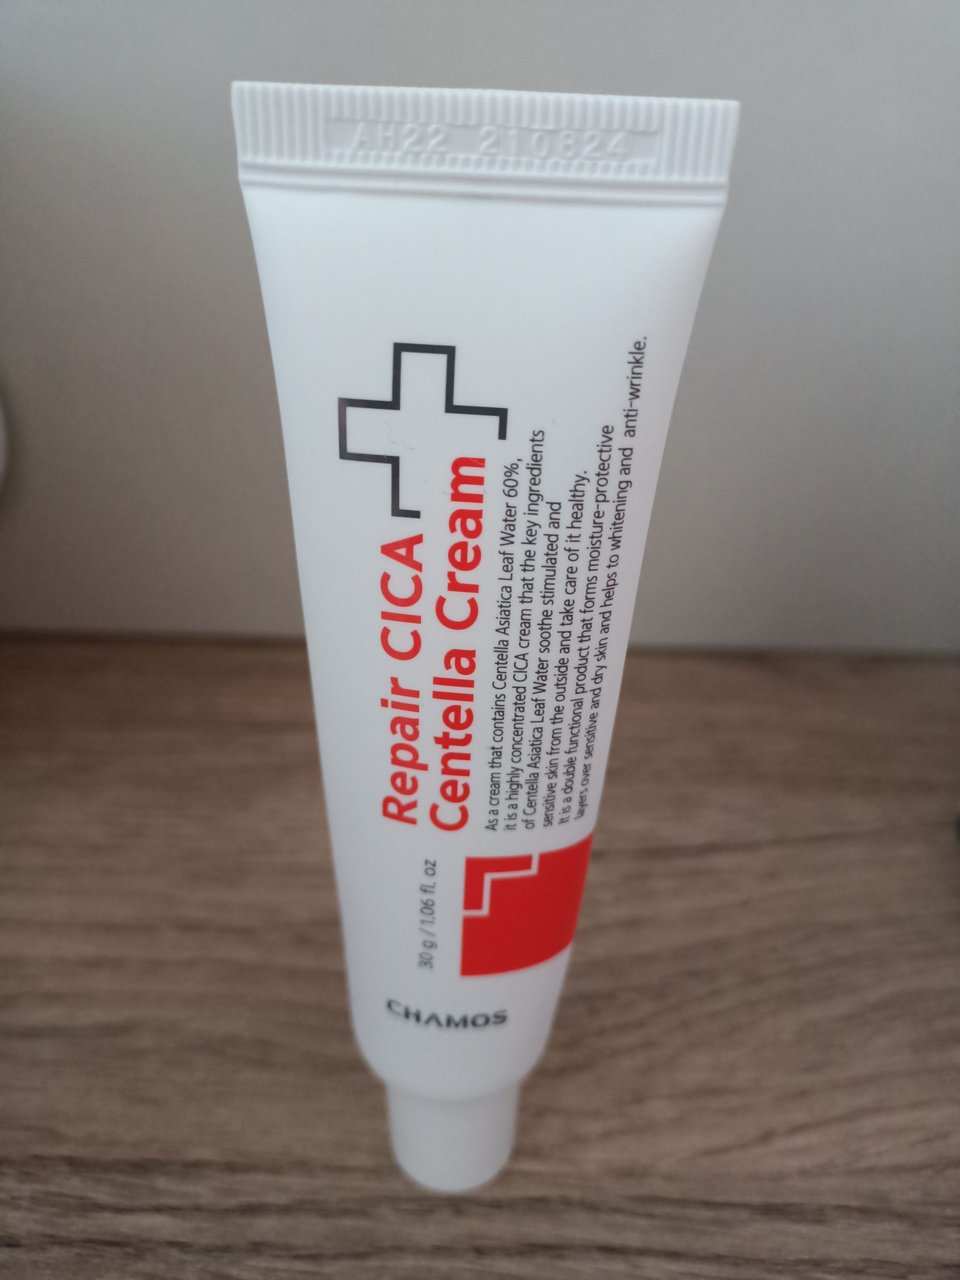 AH22 210824
Repair CICA
Centella Cream
As a cream that contains Centella Asiatica Leaf Water 60%,
it is a highly concentrated CICA cream that the key ingredients
of Centella Asiatica Leaf Water soothe stimulated and
sensitive skin from the outside and take care of it healthy.
It is a double functional product that forms moisture-protective
layers over sensitive and dry skin and helps to whitening and anti-wrinkle.
30 g / 1.06 fl. oz
CHAMOS